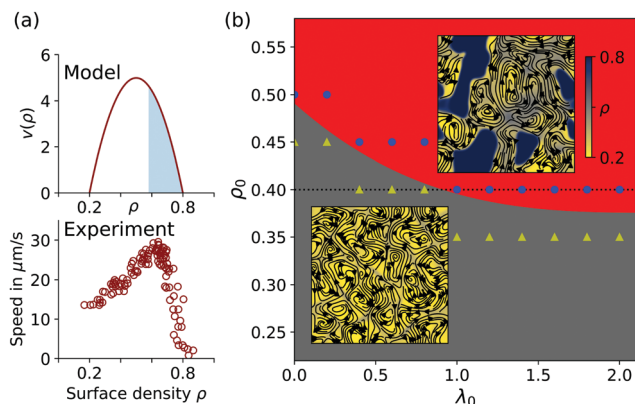 (a)
Model
v(ρ)
6
4
2
0
0.2
ρ
0.8
Experiment
Speed in μm/s
30
20
10
0
0.2
0.8
Surface density ρ
(b)
ρ₀
0.55
0.50
0.45
0.40
0.35
0.30
0.25
0.8
ρ
0.2
0.0
0.5
1.0
1.5
2.0
λ₀